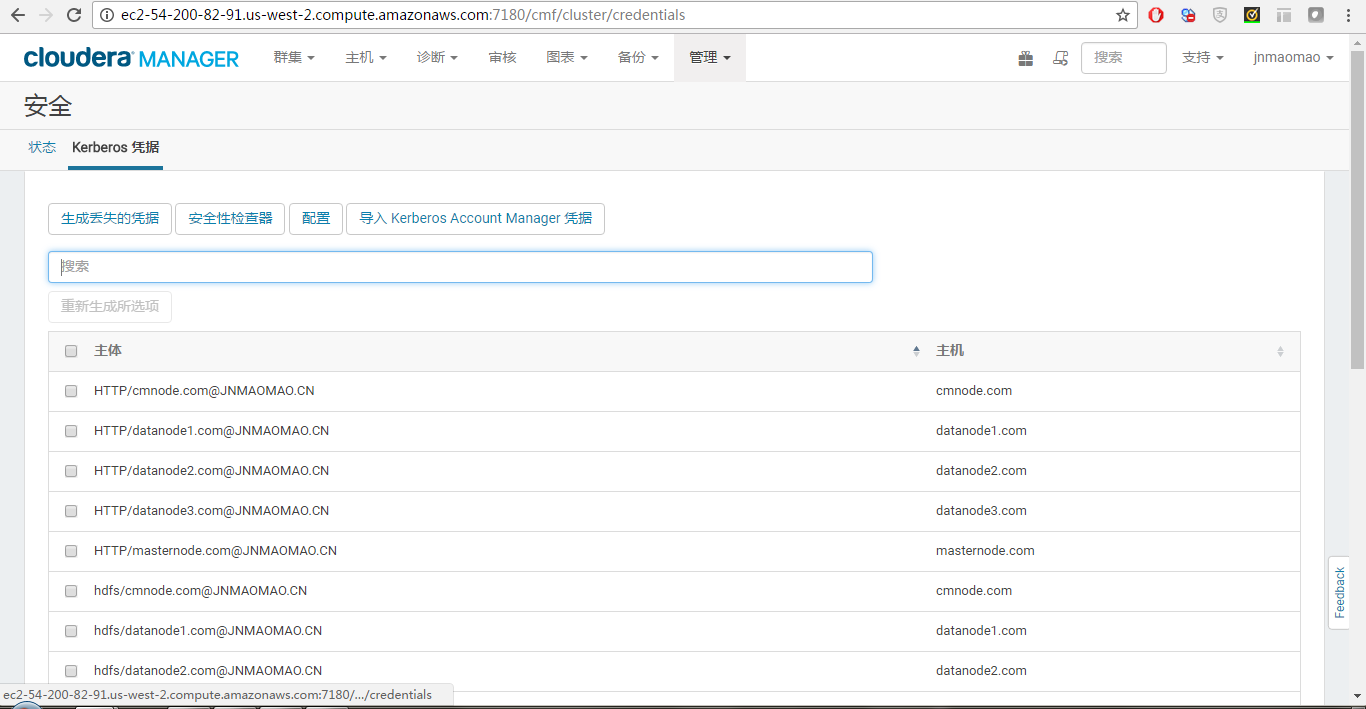 ec2-54-200-82-91.us-west-2.compute.amazonaws.com:7180/cmf/cluster/credentials
cloudera MANAGER 群集 主机 诊断 审核 图表 备份 管理 搜索 支持 jnmaomao
安全
状态 Kerberos 凭据
生成丢失的凭据 安全性检查器 配置 导入 Kerberos Account Manager 凭据
搜索
重新生成所选项
主体 主机
HTTP/cmnode.com@JNMAOMAO.CN cmnode.com
HTTP/datanode1.com@JNMAOMAO.CN datanode1.com
HTTP/datanode2.com@JNMAOMAO.CN datanode2.com
HTTP/datanode3.com@JNMAOMAO.CN datanode3.com
HTTP/masternode.com@JNMAOMAO.CN masternode.com
hdfs/cmnode.com@JNMAOMAO.CN cmnode.com
hdfs/datanode1.com@JNMAOMAO.CN datanode1.com
hdfs/datanode2.com@JNMAOMAO.CN datanode2.com
Feedback
ec2-54-200-82-91.us-west-2.compute.amazonaws.com:7180/.../credentials